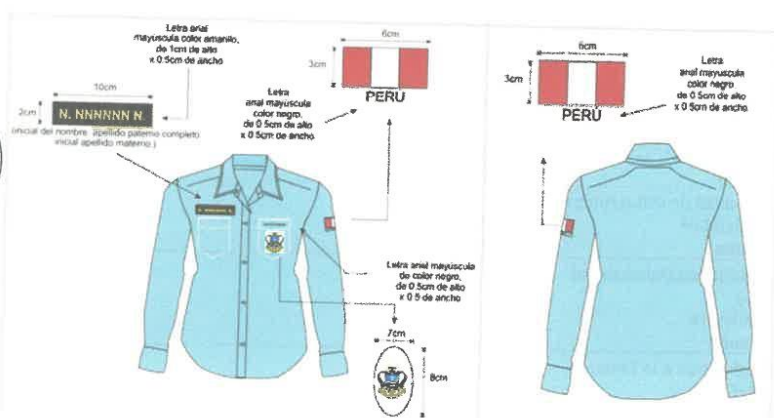 Letra arial
mayúscula color amarillo,
de 1cm de alto
x 0.5cm de ancho
10cm
2cm
N. NNNNNN N.
(inicial del nombre. apellido paterno completo
inicial apellido materno.)
Letra
arial mayúscula
color negro,
de 0.5cm de alto
x 0.5cm de ancho
6cm
3cm
PERÚ
Letra arial mayúscula
de color negro,
de 0.5cm de alto
x 0.5 de ancho
7cm
8cm
6cm
3cm
PERÚ
Letra
arial mayuscula
color negro
de 0.5cm de alto
x 0.5cm de ancho